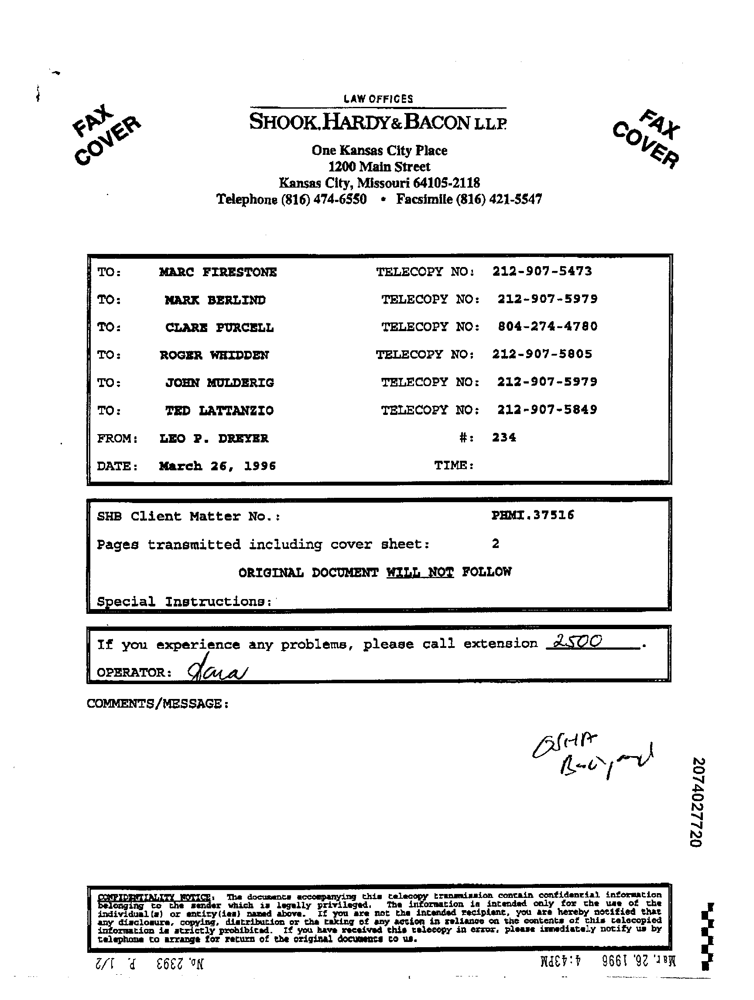 LAW OFFICES
FAX COVER
SHOOK, HARDY & BACON L.L.P.
FAX COVER
One Kansas City Place
1200 Main Street
Kansas City, Missouri 64105-2118
Telephone (816) 474-6550 • Facsimile (816) 421-5547
TO: MARC FIRESTONE TELECOPY NO: 212-907-5473
TO: MARK BERLIND TELECOPY NO: 212-907-5979
TO: CLARE PURCELL TELECOPY NO: 804-274-4780
TO: ROGER WHIDDEN TELECOPY NO: 212-907-5805
TO: JOHN MULDERIG TELECOPY NO: 212-907-5979
TO: TED LATTANZIO TELECOPY NO: 212-907-5849
FROM: LEO P. DREYER #: 234
DATE: March 26, 1996 TIME:
SHB Client Matter No.: PHMI.37516
Pages transmitted including cover sheet: 2
ORIGINAL DOCUMENT WILL NOT FOLLOW
Special Instructions:
If you experience any problems, please call extension 2500.
OPERATOR:
COMMENTS/MESSAGE:
OSHA
2074027720
CONFIDENTIALITY NOTICE: The documents accompanying this telecopy transmission contain confidential information
belonging to the sender which is legally privileged. The information is intended only for the use of the
individual(s) or entity(ies) named above. If you are not the intended recipient, you are hereby notified that
any disclosure, copying, distribution or the taking of any action in reliance on the contents of this telecopied
information is strictly prohibited. If you have received this telecopy in error, please immediately notify us by
telephone to arrange for return of the original documents to us.
Mar. 26. 1996 4:43PM No. 2393 P. 1/2